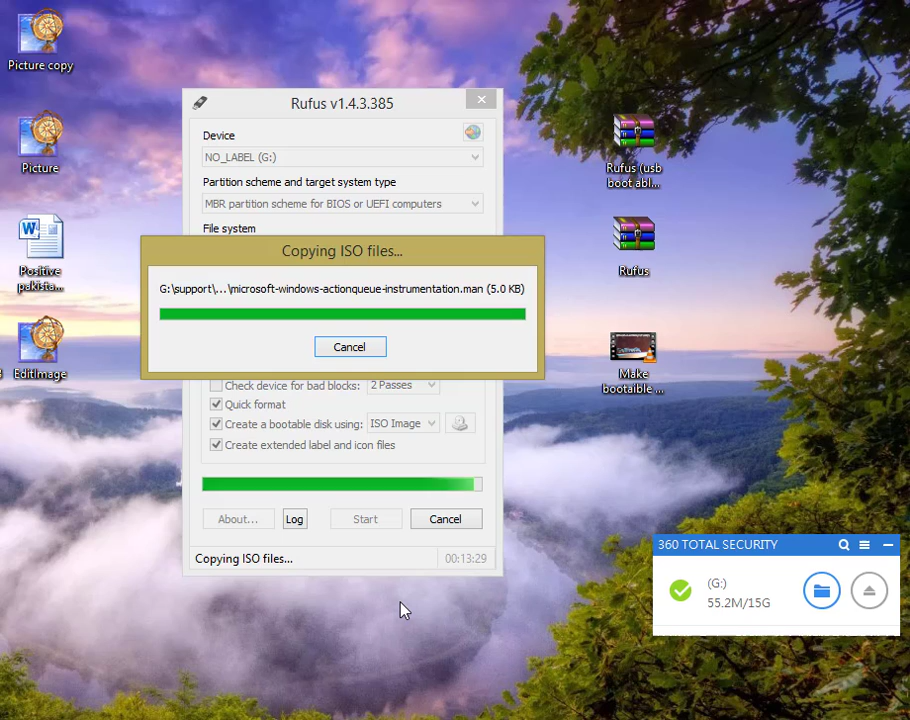 Picture copy
Picture
Positive
pakista...
EditImage
Rufus v1.4.3.385
Device
NO_LABEL (G:)
Partition scheme and target system type
MBR partition scheme for BIOS or UEFI computers
File system
Copying ISO files...
G:\support\...\microsoft-windows-actionqueue-instrumentation.man (5.0 KB)
Cancel
Check device for bad blocks:
2 Passes
Quick format
Create a bootable disk using:
ISO Image
Create extended label and icon files
About...
Log
Start
Cancel
Copying ISO files...
00:13:29
Rufus (usb
boot abl...
Rufus
Make
bootaible ...
360 TOTAL SECURITY
(G:)
55.2M/15G